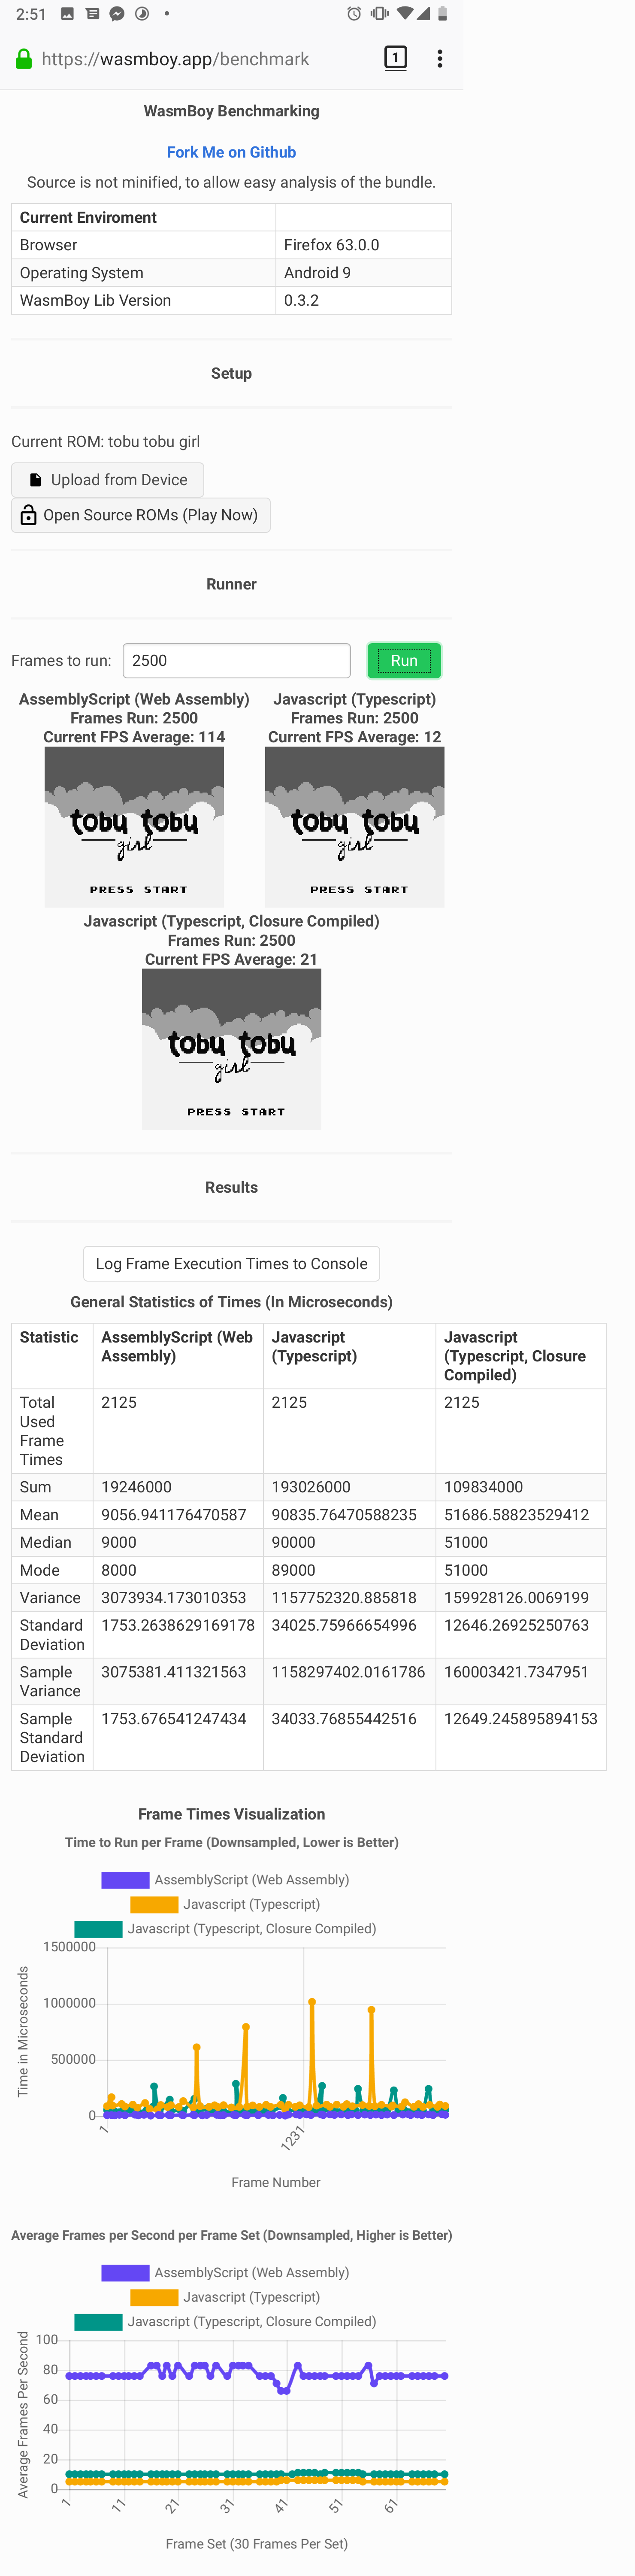 2:51
https://wasmboy.app/benchmark
1
WasmBoy Benchmarking
Fork Me on Github
Source is not minified, to allow easy analysis of the bundle.
Current Enviroment
Browser Firefox 63.0.0
Operating System Android 9
WasmBoy Lib Version 0.3.2
Setup
Current ROM: tobu tobu girl
Upload from Device
Open Source ROMs (Play Now)
Runner
Frames to run: 2500 Run
AssemblyScript (Web Assembly)
Frames Run: 2500
Current FPS Average: 114
tobu tobu
girl
PRESS START
Javascript (Typescript)
Frames Run: 2500
Current FPS Average: 12
tobu tobu
girl
PRESS START
Javascript (Typescript, Closure Compiled)
Frames Run: 2500
Current FPS Average: 21
tobu tobu
girl
PRESS START
Results
Log Frame Execution Times to Console
General Statistics of Times (In Microseconds)
Statistic AssemblyScript (Web Assembly) Javascript (Typescript) Javascript (Typescript, Closure Compiled)
Total Used Frame Times 2125 2125 2125
Sum 19246000 193026000 109834000
Mean 9056.941176470587 90835.76470588235 51686.58823529412
Median 9000 90000 51000
Mode 8000 89000 51000
Variance 3073934.173010353 1157752320.885818 159928126.0069199
Standard Deviation 1753.2638629169178 34025.75966654996 12646.26925250763
Sample Variance 3075381.411321563 1158297402.0161786 160003421.7347951
Sample Standard Deviation 1753.676541247434 34033.76855442516 12649.245895894153
Frame Times Visualization
Time to Run per Frame (Downsampled, Lower is Better)
AssemblyScript (Web Assembly)
Javascript (Typescript)
Javascript (Typescript, Closure Compiled)
Time in Microseconds
1500000
1000000
500000
0
1 1231
Frame Number
Average Frames per Second per Frame Set (Downsampled, Higher is Better)
AssemblyScript (Web Assembly)
Javascript (Typescript)
Javascript (Typescript, Closure Compiled)
Average Frames Per Second
100
80
60
40
20
0
1 11 21 31 41 51 61
Frame Set (30 Frames Per Set)